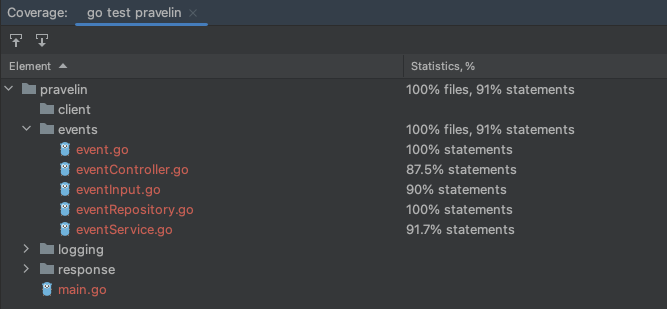 Coverage: go test pravelin ×
Element Statistics, %
pravelin 100% files, 91% statements
client
events 100% files, 91% statements
event.go 100% statements
eventController.go 87.5% statements
eventInput.go 90% statements
eventRepository.go 100% statements
eventService.go 91.7% statements
logging
response
main.go